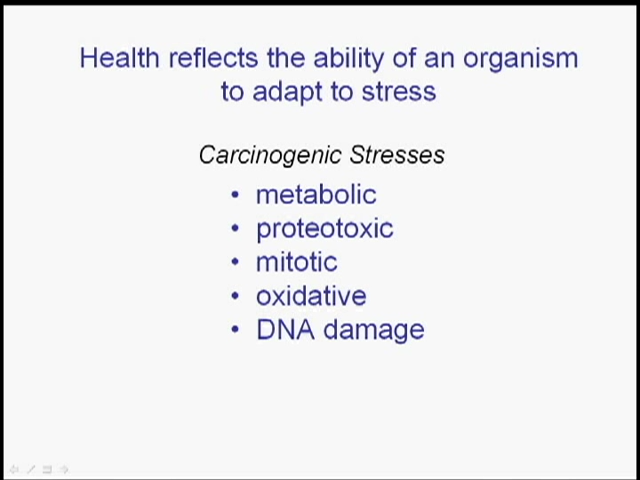 Health reflects the ability of an organism
to adapt to stress
Carcinogenic Stresses
• metabolic
• proteotoxic
• mitotic
• oxidative
• DNA damage